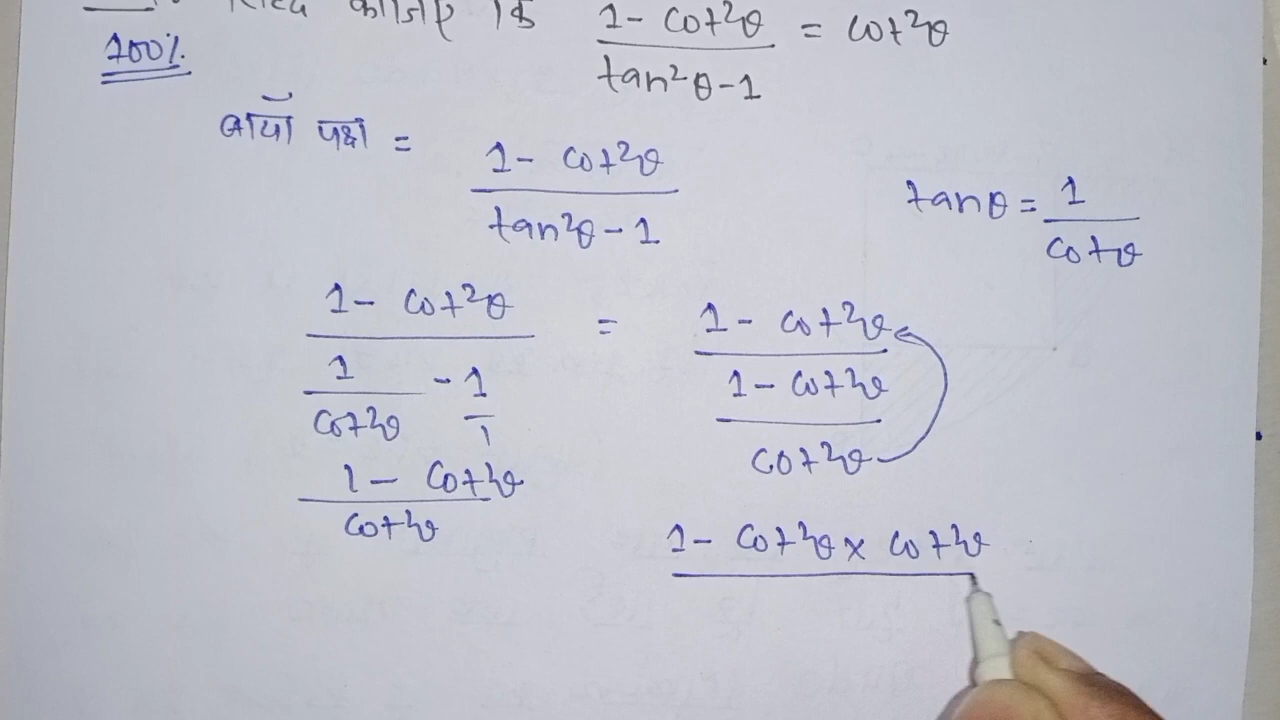 सिद्ध कीजिए कि 1 - cot²θ / tan²θ - 1 = cot²θ
100%.
बायाँ पक्ष = 1 - cot²θ / tan²θ - 1
tanθ = 1 / cotθ
1 - cot²θ / 1/cot²θ - 1/1 = 1 - cot²θ / 1 - cot²θ / cot²θ
1 - cot²θ / cot²θ
1 - cot²θ × cot²θ